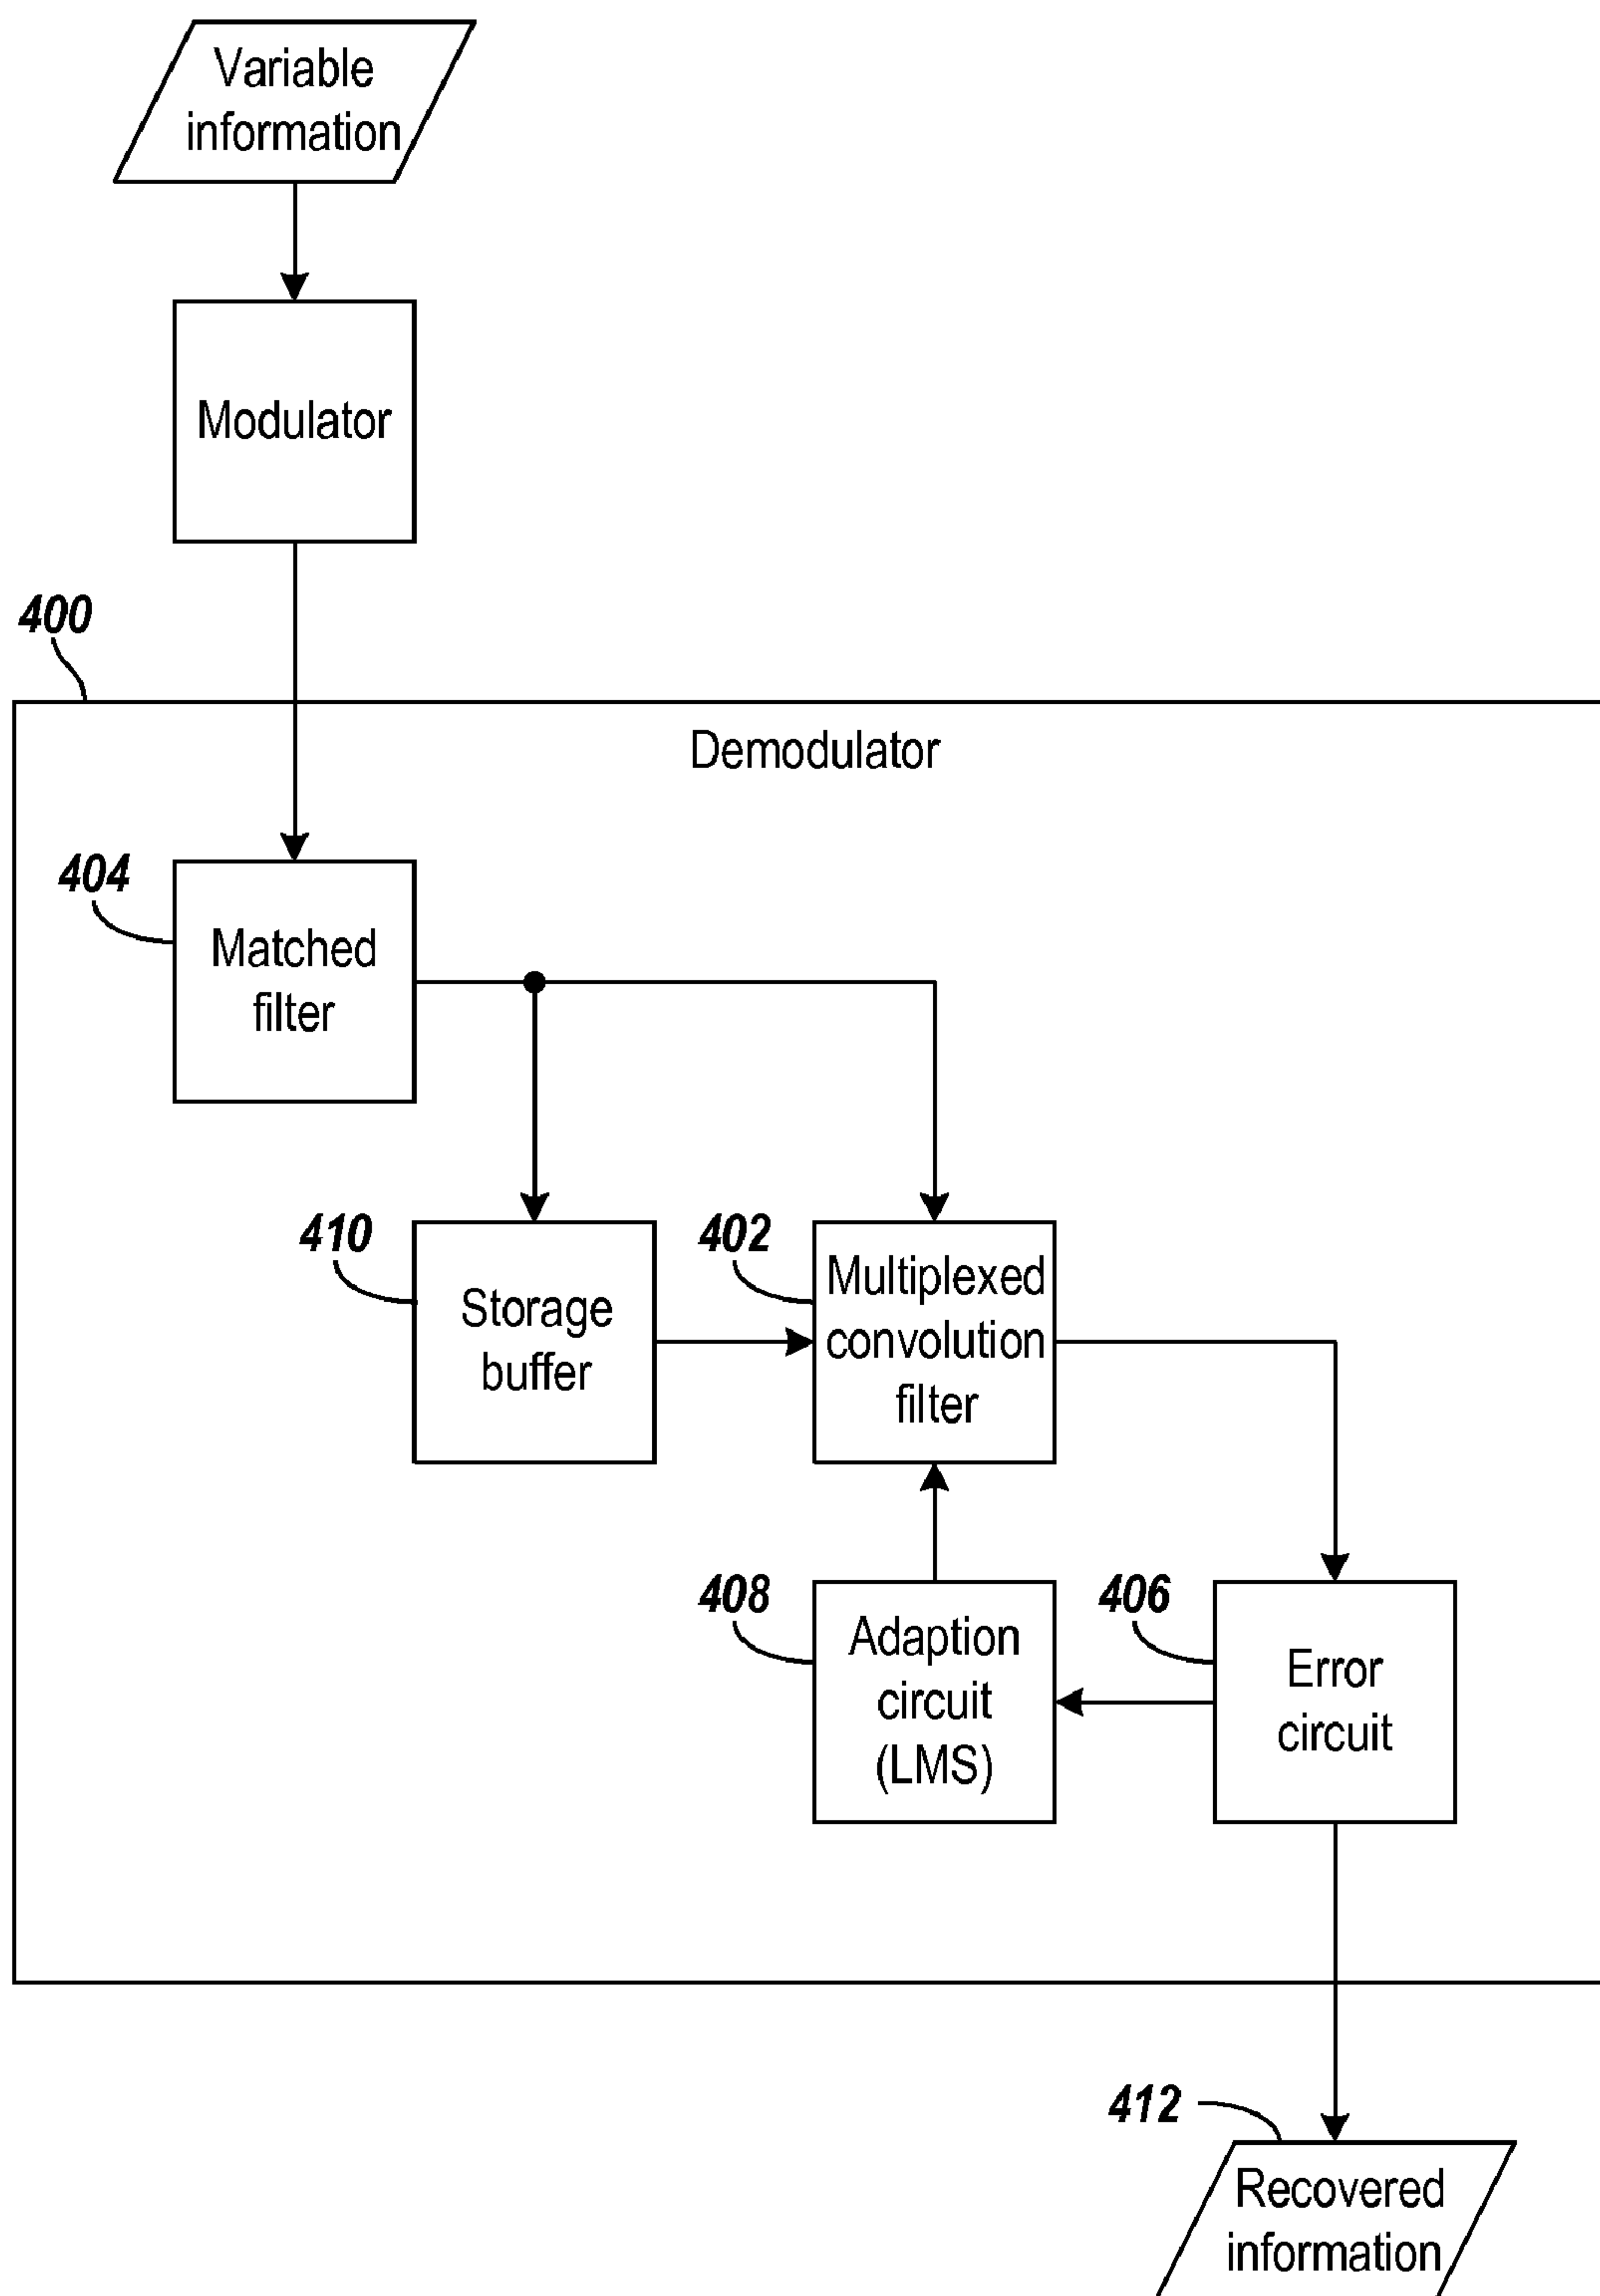 Variable
information
Modulator
400
Demodulator
404
Matched
filter
410
Storage
buffer
402
Multiplexed
convolution
filter
408
Adaption
circuit
(LMS)
406
Error
circuit
412
Recovered
information